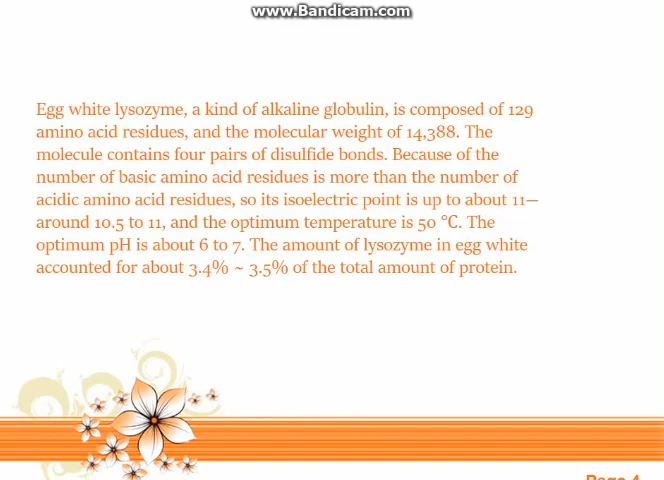 www.Bandicam.com
Egg white lysozyme, a kind of alkaline globulin, is composed of 129
amino acid residues, and the molecular weight of 14,388. The
molecule contains four pairs of disulfide bonds. Because of the
number of basic amino acid residues is more than the number of
acidic amino acid residues, so its isoelectric point is up to about 11—
around 10.5 to 11, and the optimum temperature is 50 ℃. The
optimum pH is about 6 to 7. The amount of lysozyme in egg white
accounted for about 3.4% ~ 3.5% of the total amount of protein.
Page 4